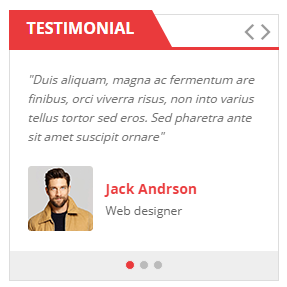 TESTIMONIAL
"Duis aliquam, magna ac fermentum are
finibus, orci viverra risus, non into varius
tellus tortor sed eros. Sed pharetra ante
sit amet suscipit ornare"
Jack Andrson
Web designer